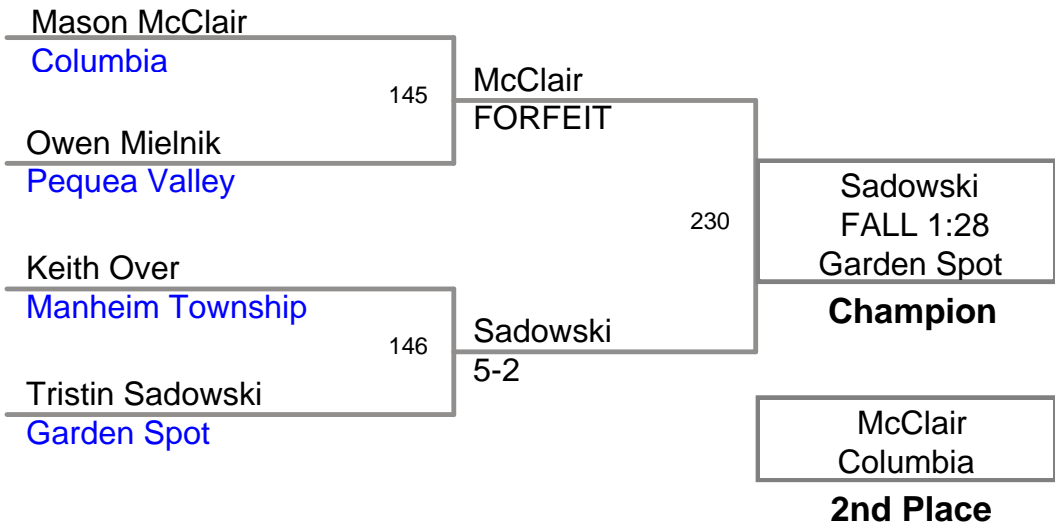 Mason McClair
Columbia
145
McClair
FORFEIT
Owen Mielnik
Pequea Valley
230
Sadowski
FALL 1:28
Garden Spot
Champion
Keith Over
Manheim Township
146
Sadowski
5-2
Tristin Sadowski
Garden Spot
McClair
Columbia
2nd Place